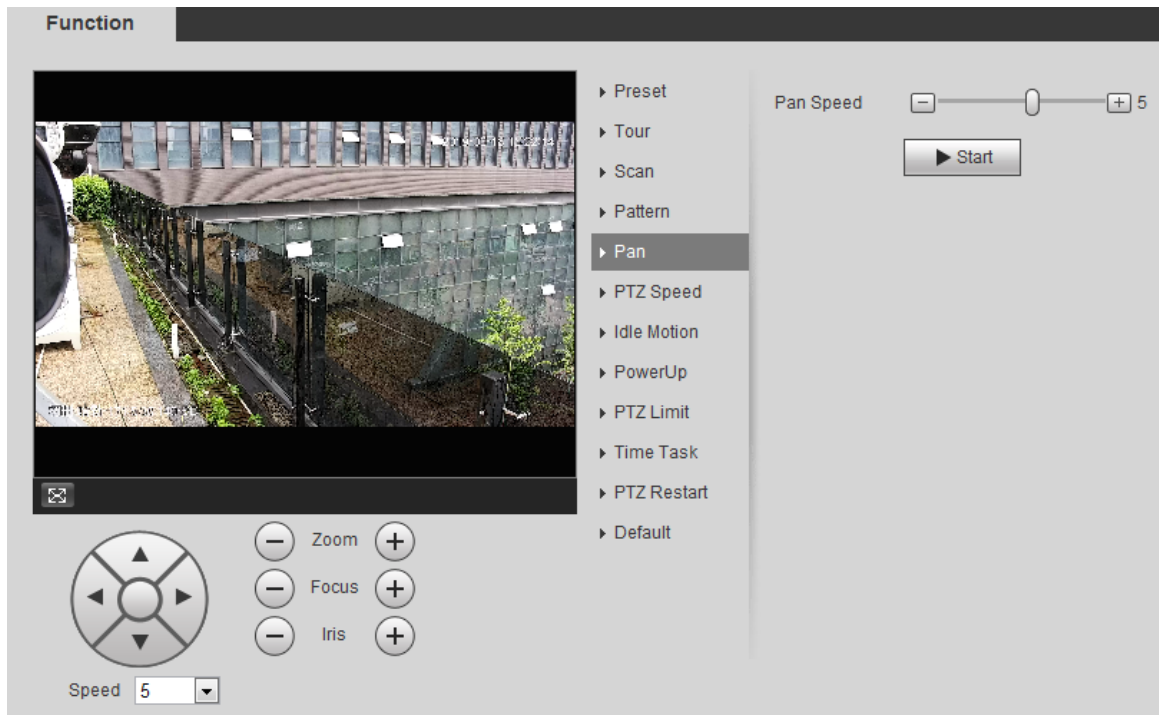 Function
Preset
Tour
Scan
Pattern
Pan
PTZ Speed
Idle Motion
PowerUp
PTZ Limit
Time Task
PTZ Restart
Default
Pan Speed
5
Start
Zoom
Focus
Iris
Speed 5